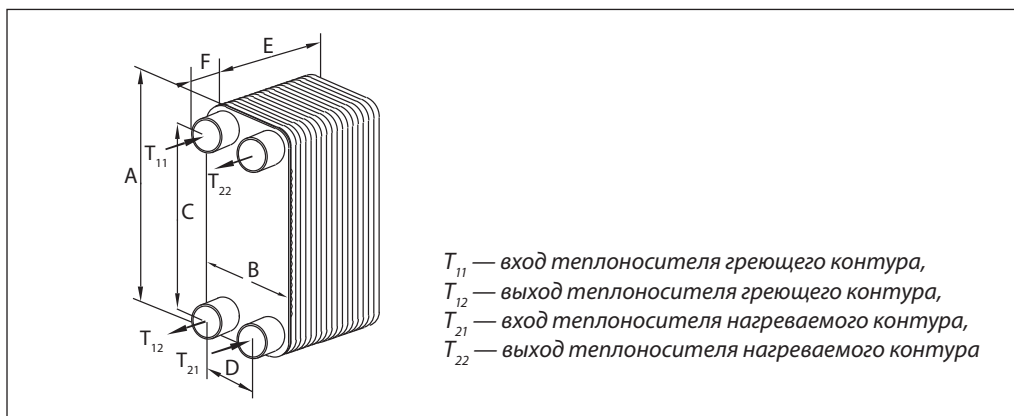 E
F
T₁₁
A
T₂₂
C
B
T₁₂
T₂₁
D
T₁₁ — вход теплоносителя греющего контура,
T₁₂ — выход теплоносителя греющего контура,
T₂₁ — вход теплоносителя нагреваемого контура,
T₂₂ — выход теплоносителя нагреваемого контура